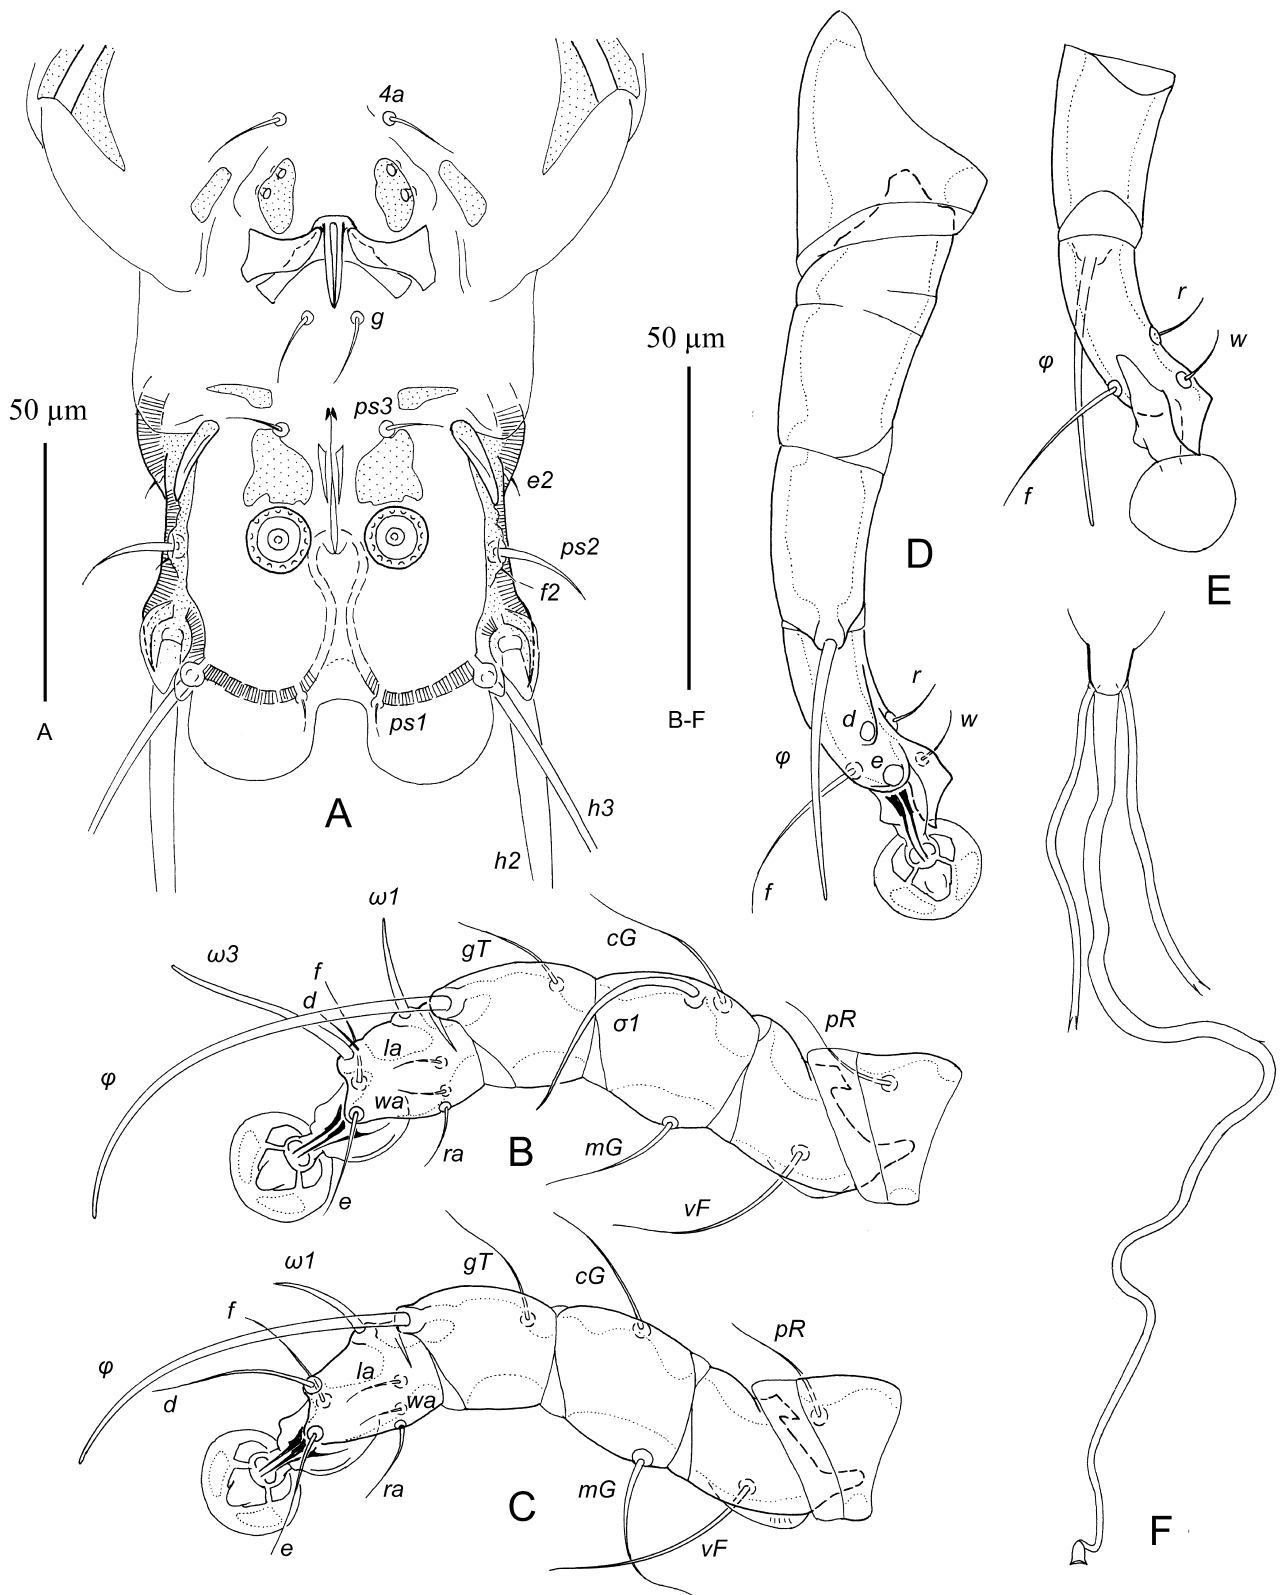 4a
g
50 µm
ps3
e2
ps2
f2
ps1
A
A
h3
h2
50 µm
B-F
D
r
d
w
e
φ
f
E
r
w
φ
f
ω1
ω3
f
d
gT
cG
σ1
la
pR
φ
wa
ra
B
mG
e
vF
ω1
f
gT
cG
pR
la
φ
d
wa
ra
C
mG
e
vF
F